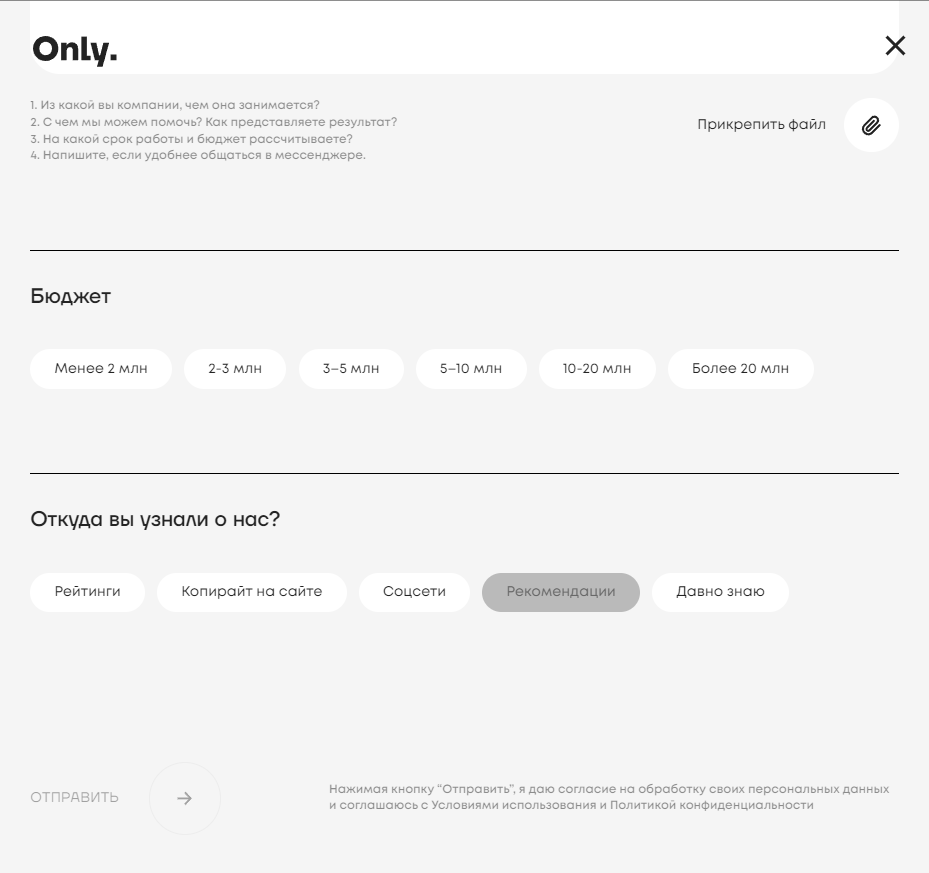 Only.
1. Из какой вы компании, чем она занимается?
2. С чем мы можем помочь? Как представляете результат?
3. На какой срок работы и бюджет рассчитываете?
4. Напишите, если удобнее общаться в мессенджере.
Прикрепить файл
Бюджет
Менее 2 млн
2-3 млн
3–5 млн
5–10 млн
10-20 млн
Более 20 млн
Откуда вы узнали о нас?
Рейтинги
Копирайт на сайте
Соцсети
Рекомендации
Давно знаю
ОТПРАВИТЬ
Нажимая кнопку “Отправить”, я даю согласие на обработку своих персональных данных
и соглашаюсь с Условиями использования и Политикой конфиденциальности